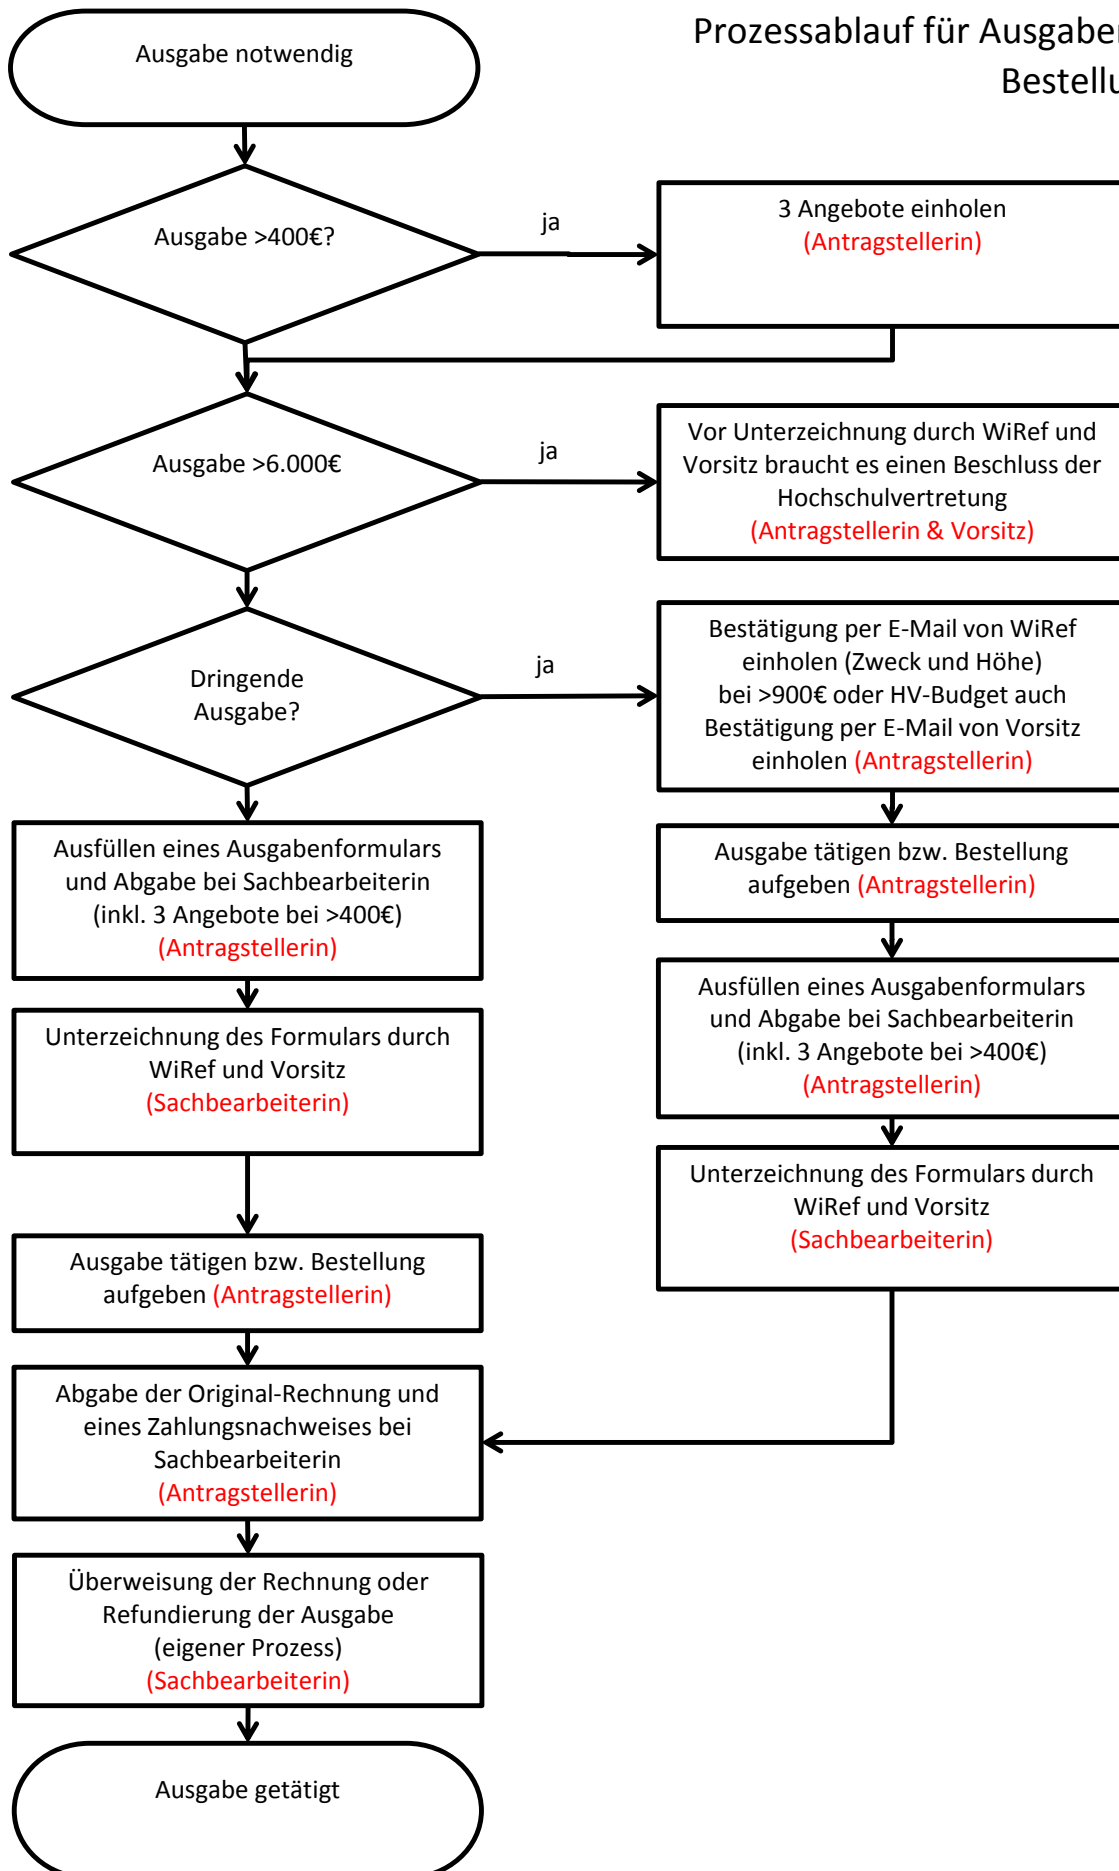 Prozessablauf für Ausgaben
Ausgabe notwendig
Ausgabe >400€?
ja
3 Angebote einholen
(Antragstellerin)
Ausgabe >6.000€
ja
Vor Unterzeichnung durch WiRef und
Vorsitz braucht es einen Beschluss der
Hochschulvertretung
(Antragstellerin & Vorsitz)
Dringende
Ausgabe?
ja
Bestätigung per E-Mail von WiRef
einholen (Zweck und Höhe)
bei >900€ oder HV-Budget auch
Bestätigung per E-Mail von Vorsitz
einholen (Antragstellerin)
Ausfüllen eines Ausgabenformulars
und Abgabe bei Sachbearbeiterin
(inkl. 3 Angebote bei >400€)
(Antragstellerin)
Unterzeichnung des Formulars durch
WiRef und Vorsitz
(Sachbearbeiterin)
Ausgabe tätigen bzw. Bestellung
aufgeben (Antragstellerin)
Ausgabe tätigen bzw. Bestellung
aufgeben (Antragstellerin)
Ausfüllen eines Ausgabenformulars
und Abgabe bei Sachbearbeiterin
(inkl. 3 Angebote bei >400€)
(Antragstellerin)
Unterzeichnung des Formulars durch
WiRef und Vorsitz
(Sachbearbeiterin)
Abgabe der Original-Rechnung und
eines Zahlungsnachweises bei
Sachbearbeiterin
(Antragstellerin)
Überweisung der Rechnung oder
Refundierung der Ausgabe
(eigener Prozess)
(Sachbearbeiterin)
Ausgabe getätigt